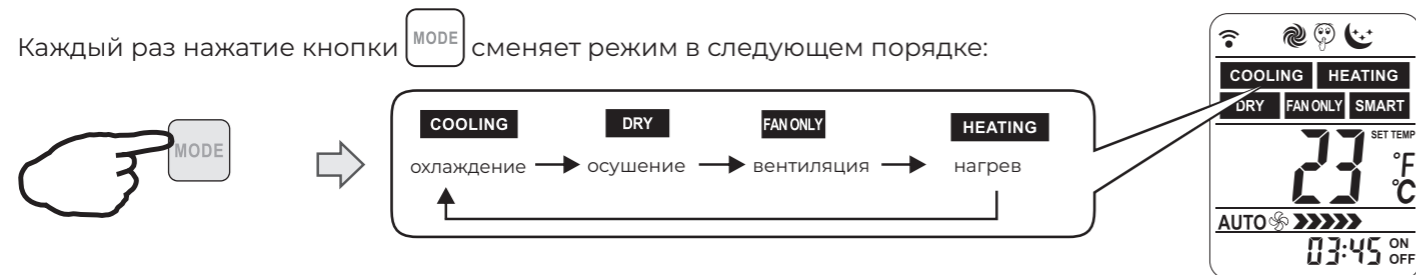 Каждый раз нажатие кнопки MODE сменяет режим в следующем порядке:
MODE
COOLING DRY FAN ONLY HEATING
охлаждение осушение вентиляция нагрев
COOLING HEATING
DRY FAN ONLY SMART
SET TEMP
23 °F
°C
AUTO
03:45 ON
OFF